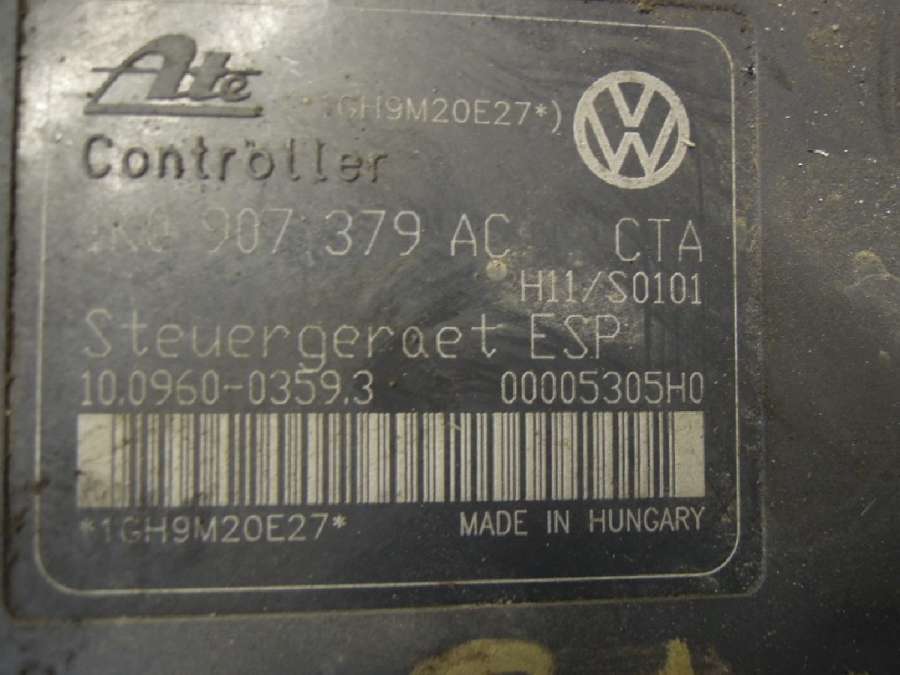 Ate
*1GH9M20E27*)
Controller
1K0 907 379 AC CTA
H11/S0101
Steuergeraet ESP
10.0960-0359.3 00005305H0
*1GH9M20E27* MADE IN HUNGARY